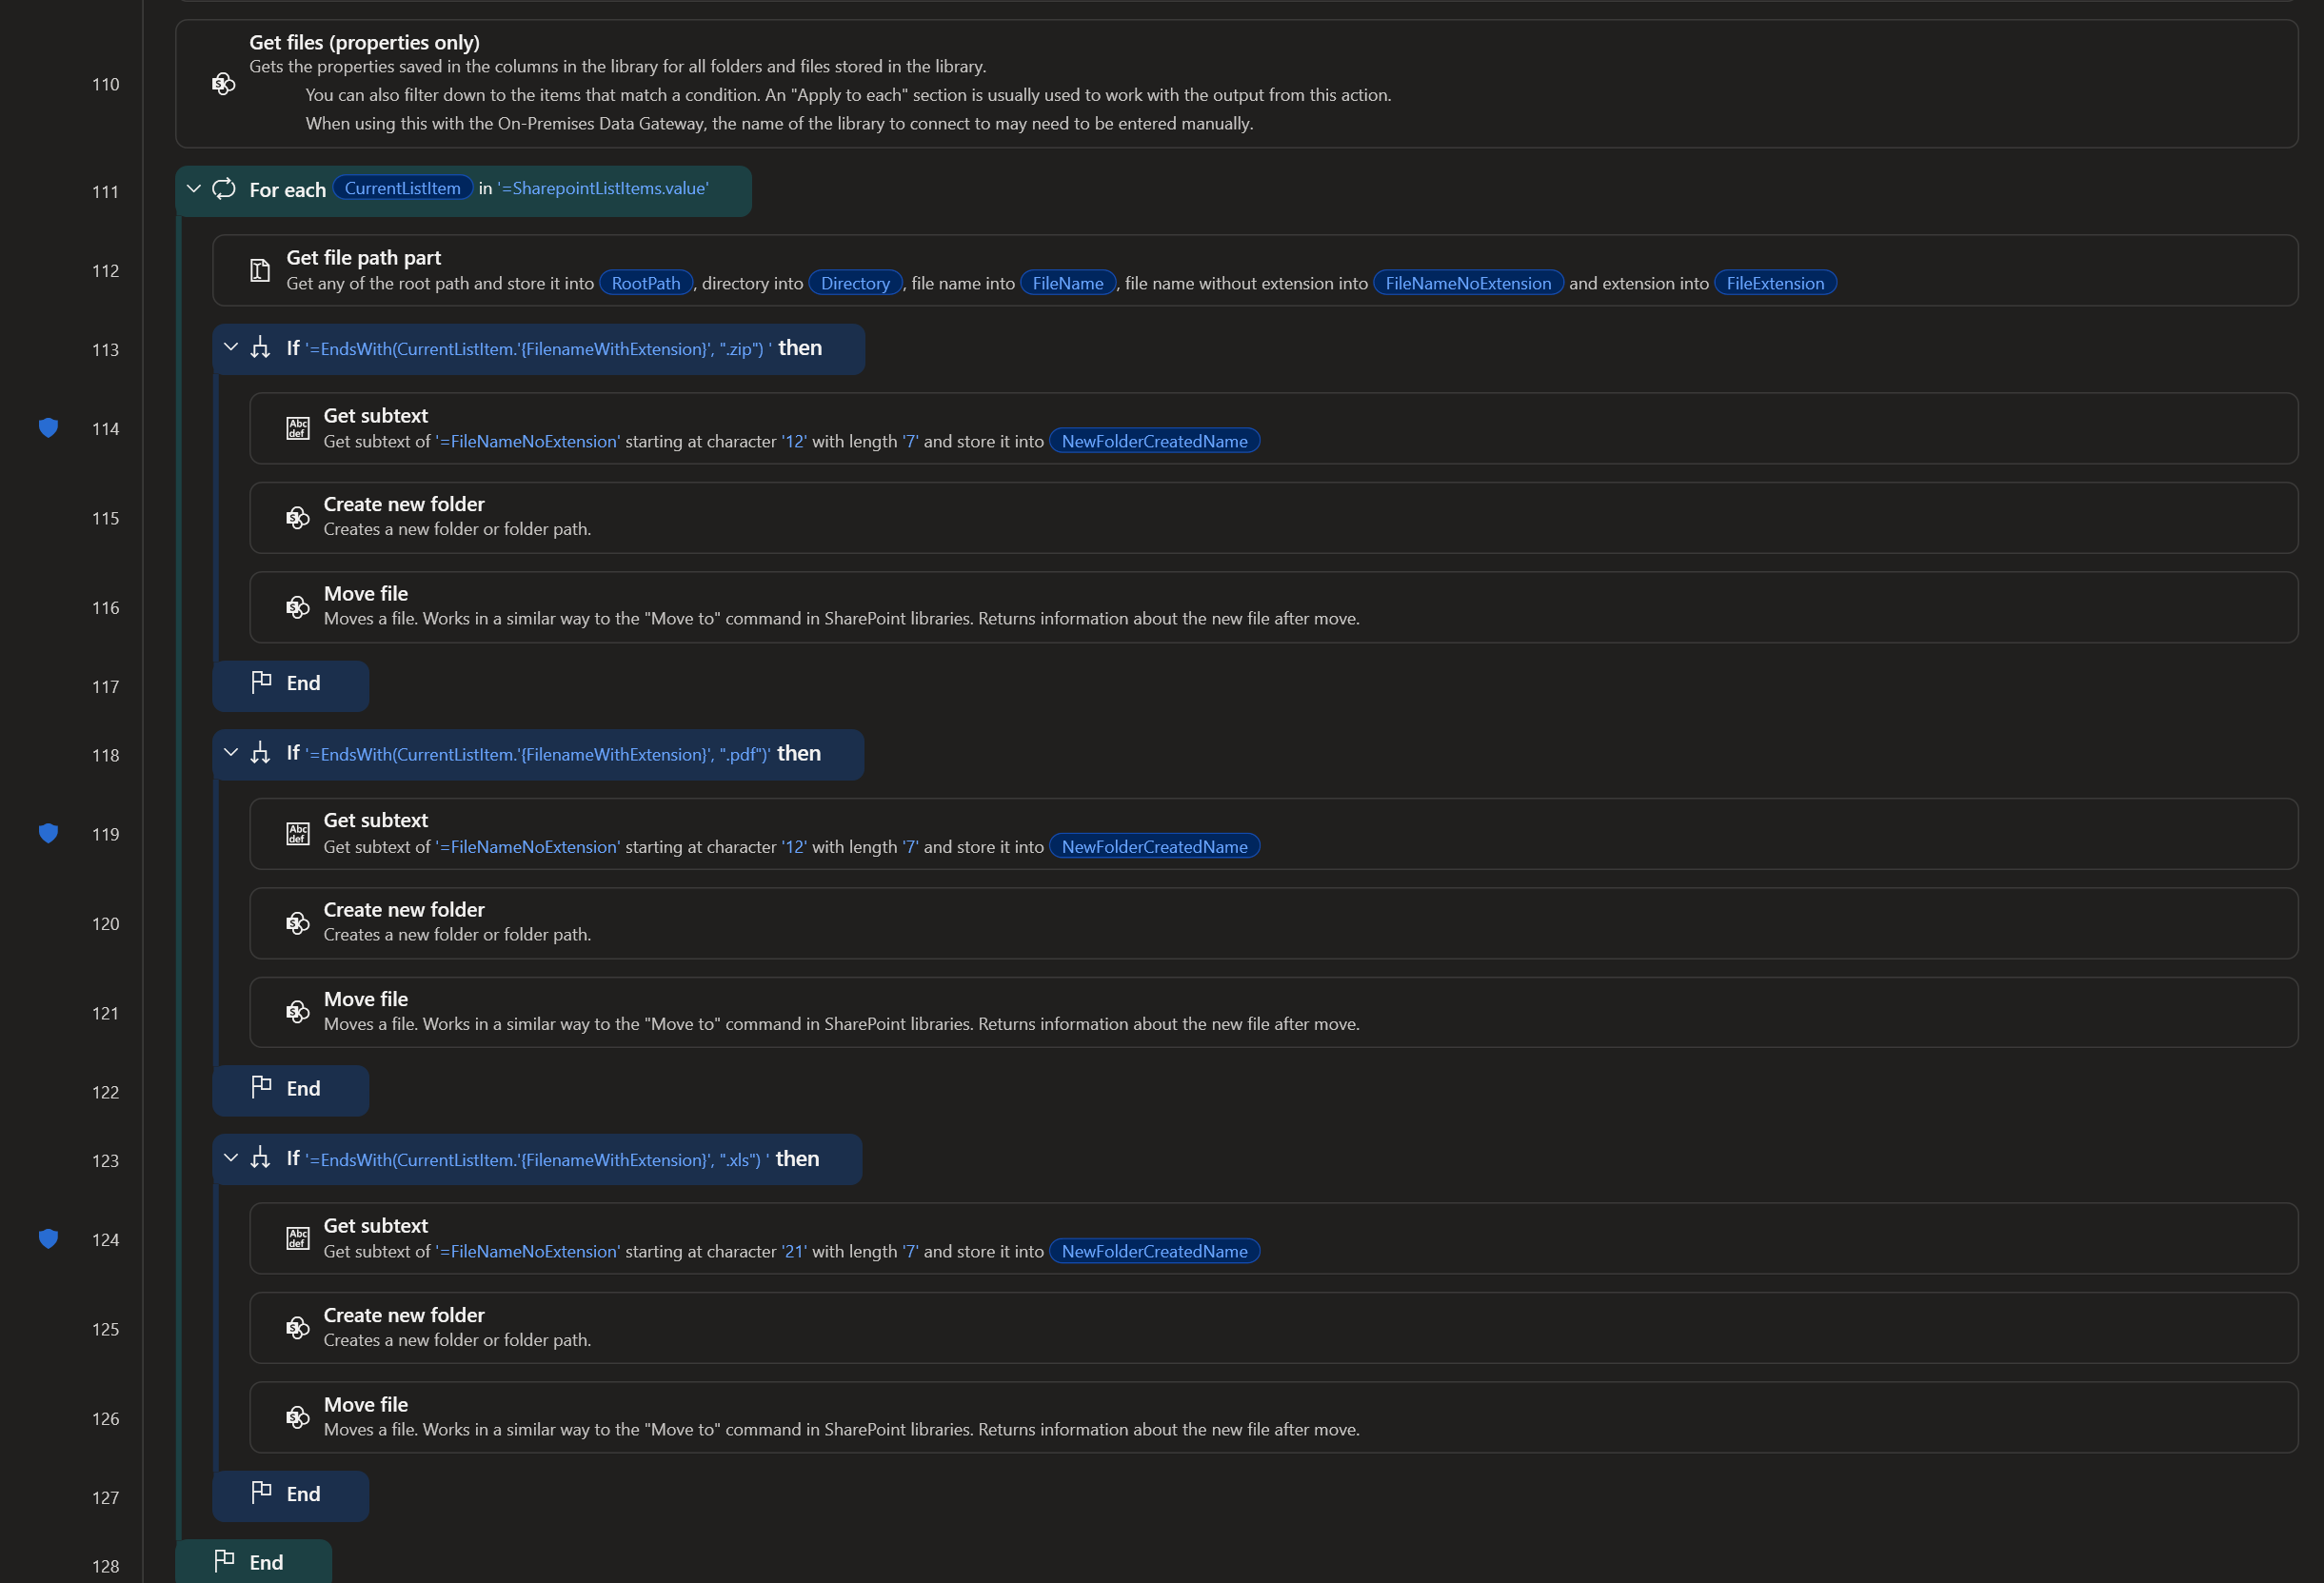 110
Get files (properties only)
Gets the properties saved in the columns in the library for all folders and files stored in the library.
You can also filter down to the items that match a condition. An "Apply to each" section is usually used to work with the output from this action.
When using this with the On-Premises Data Gateway, the name of the library to connect to may need to be entered manually.
111
For each CurrentListItem in '=SharepointListItems.value'
112
Get file path part
Get any of the root path and store it into RootPath , directory into Directory , file name into FileName , file name without extension into FileNameNoExtension and extension into FileExtension
113
If '=EndsWith(CurrentListItem.'{FilenameWithExtension}', ".zip") ' then
114
Get subtext
Get subtext of '=FileNameNoExtension' starting at character '12' with length '7' and store it into NewFolderCreatedName
115
Create new folder
Creates a new folder or folder path.
116
Move file
Moves a file. Works in a similar way to the "Move to" command in SharePoint libraries. Returns information about the new file after move.
117
End
118
If '=EndsWith(CurrentListItem.'{FilenameWithExtension}', ".pdf")' then
119
Get subtext
Get subtext of '=FileNameNoExtension' starting at character '12' with length '7' and store it into NewFolderCreatedName
120
Create new folder
Creates a new folder or folder path.
121
Move file
Moves a file. Works in a similar way to the "Move to" command in SharePoint libraries. Returns information about the new file after move.
122
End
123
If '=EndsWith(CurrentListItem.'{FilenameWithExtension}', ".xls") ' then
124
Get subtext
Get subtext of '=FileNameNoExtension' starting at character '21' with length '7' and store it into NewFolderCreatedName
125
Create new folder
Creates a new folder or folder path.
126
Move file
Moves a file. Works in a similar way to the "Move to" command in SharePoint libraries. Returns information about the new file after move.
127
End
128
End